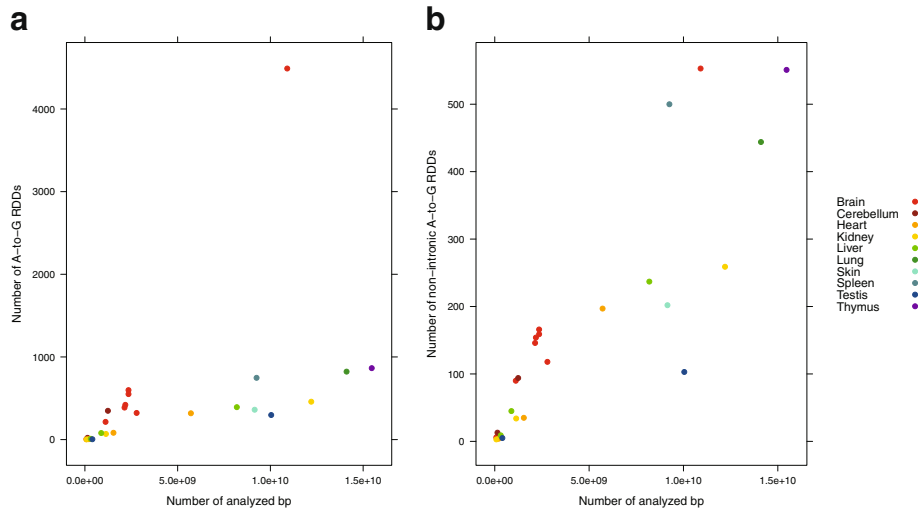 a
Number of A-to-G RDDs
4000
3000
2000
1000
0
0.0e+00 5.0e+09 1.0e+10 1.5e+10
Number of analyzed bp
b
Number of non-intronic A-to-G RDDs
500
400
300
200
100
0
0.0e+00 5.0e+09 1.0e+10 1.5e+10
Number of analyzed bp
Brain
Cerebellum
Heart
Kidney
Liver
Lung
Skin
Spleen
Testis
Thymus